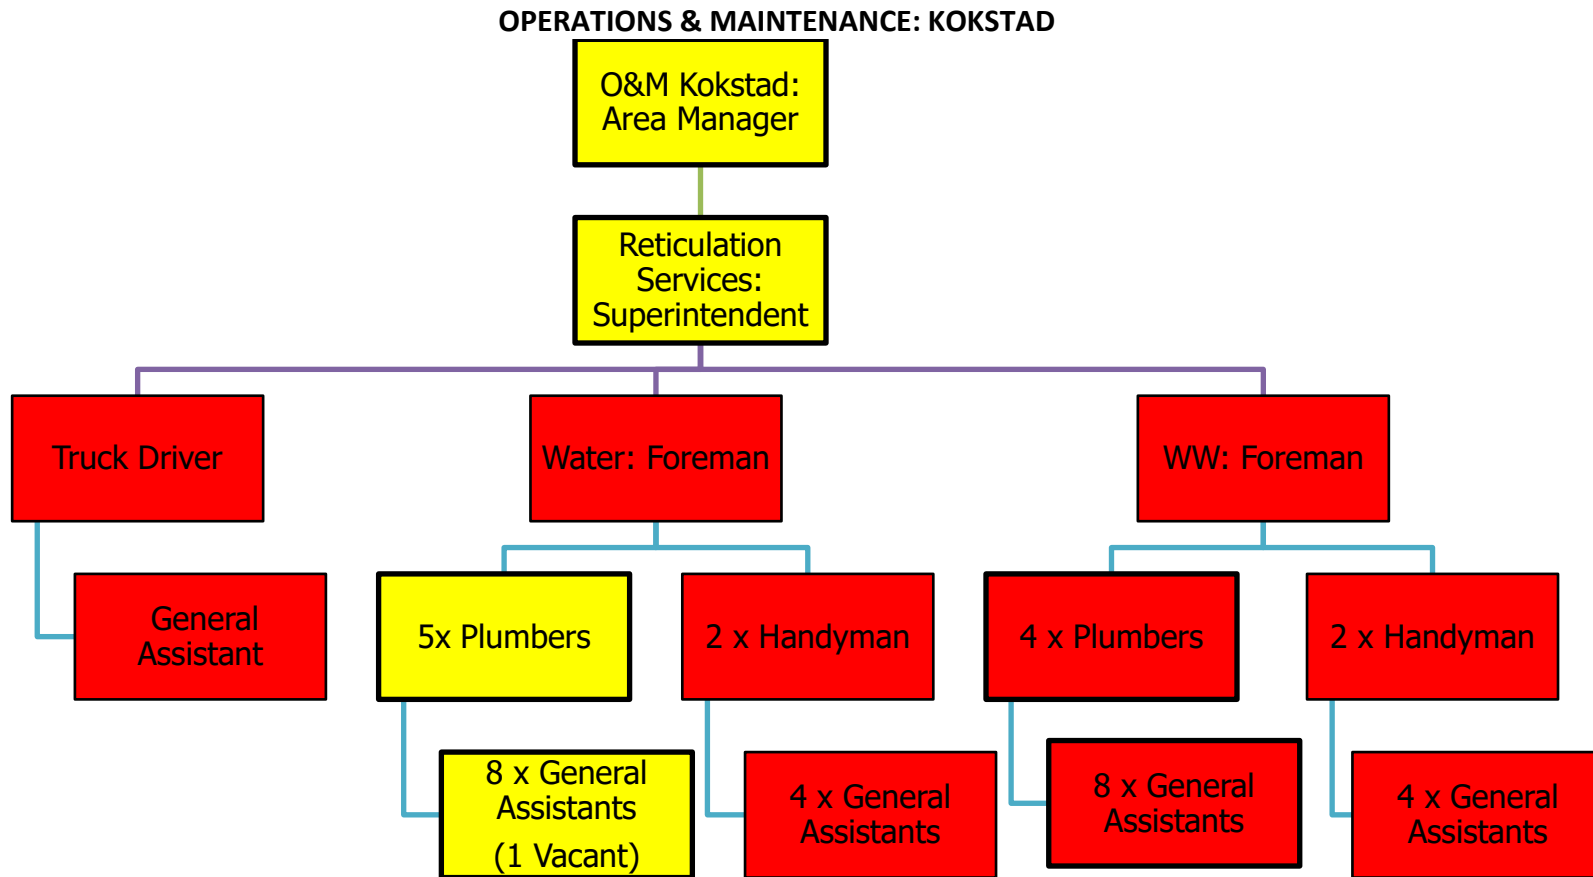 OPERATIONS & MAINTENANCE: KOKSTAD
O&M Kokstad:
Area Manager
Reticulation
Services:
Superintendent
Truck Driver
Water: Foreman
WW: Foreman
General
Assistant
5x Plumbers
2 x Handyman
4 x Plumbers
2 x Handyman
8 x General
Assistants
(1 Vacant)
4 x General
Assistants
8 x General
Assistants
4 x General
Assistants